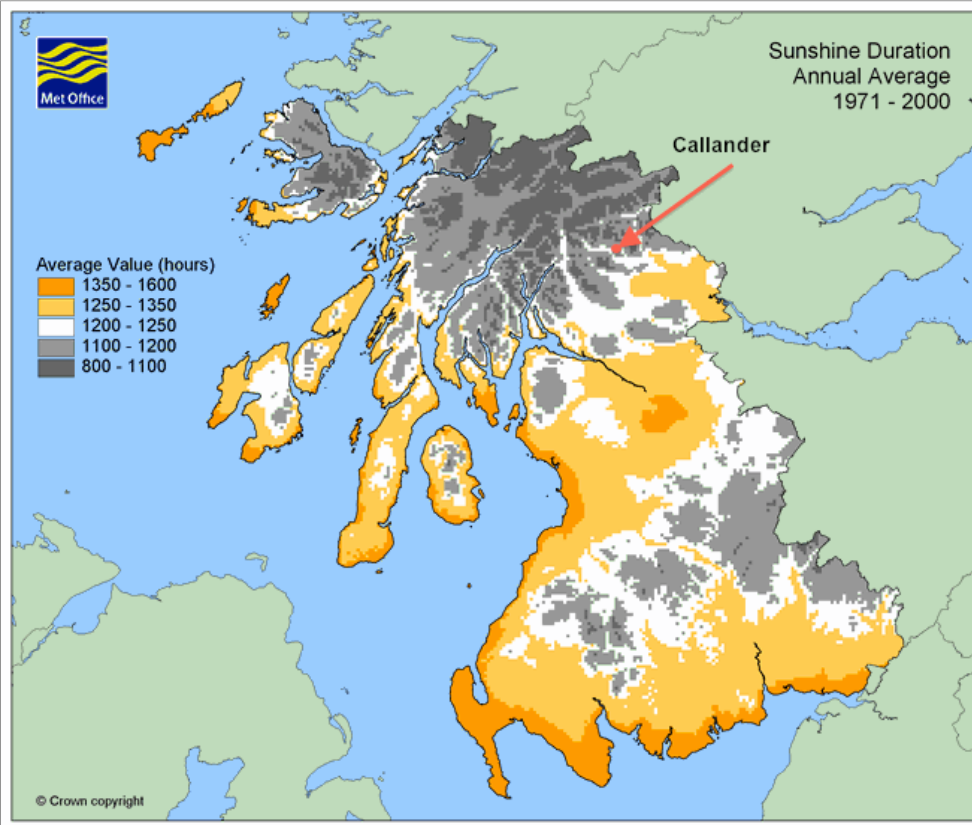 Met Office
Sunshine Duration
Annual Average
1971 - 2000
Callander
Average Value (hours)
1350 - 1600
1250 - 1350
1200 - 1250
1100 - 1200
800 - 1100
© Crown copyright